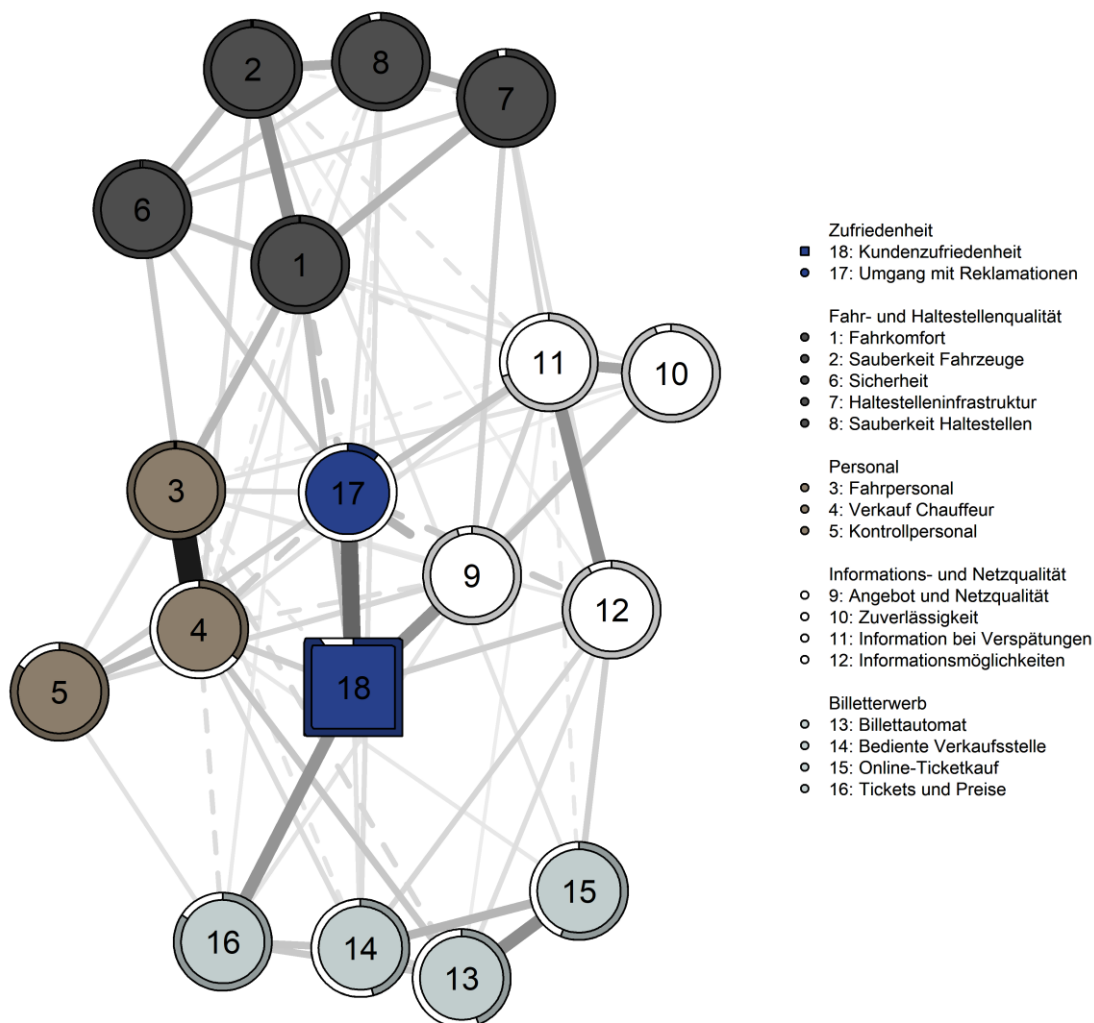 2
8
7
6
1
11
10
3
17
9
12
4
5
18
16
14
13
15
Zufriedenheit
18: Kundenzufriedenheit
17: Umgang mit Reklamationen
Fahr- und Haltestellenqualität
1: Fahrkomfort
2: Sauberkeit Fahrzeuge
6: Sicherheit
7: Haltestelleninfrastruktur
8: Sauberkeit Haltestellen
Personal
3: Fahrpersonal
4: Verkauf Chauffeur
5: Kontrollpersonal
Informations- und Netzqualität
9: Angebot und Netzqualität
10: Zuverlässigkeit
11: Information bei Verspätungen
12: Informationsmöglichkeiten
Billetterwerb
13: Billettautomat
14: Bediente Verkaufsstelle
15: Online-Ticketkauf
16: Tickets und Preise